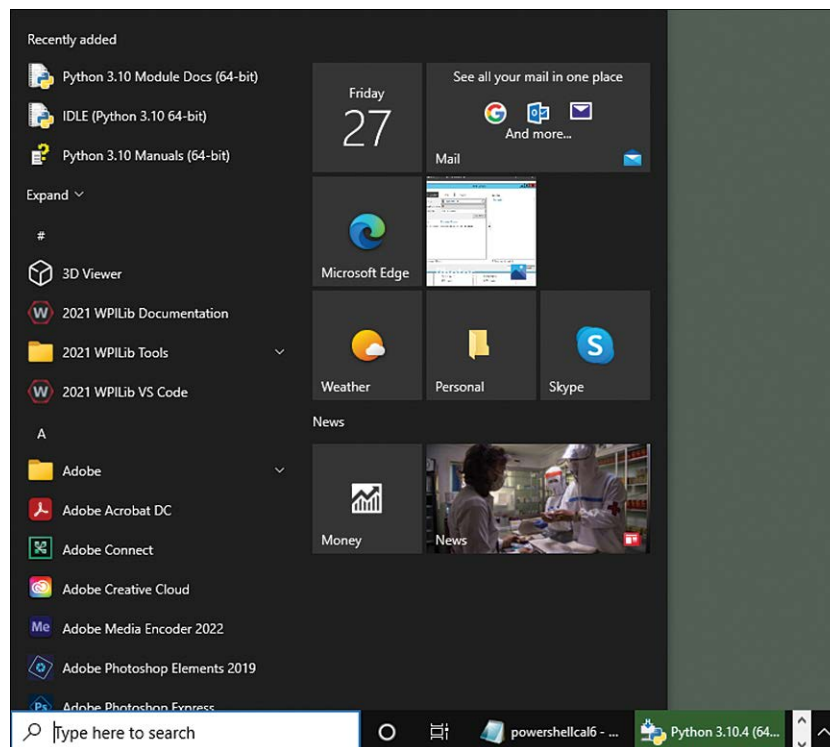 Recently added
Python 3.10 Module Docs (64-bit)
IDLE (Python 3.10 64-bit)
Python 3.10 Manuals (64-bit)
Expand
#
3D Viewer
W
2021 WPILib Documentation
2021 WPILib Tools
W
2021 WPILib VS Code
A
Adobe
Adobe Acrobat DC
Adobe Connect
Adobe Creative Cloud
Me
Adobe Media Encoder 2022
Adobe Photoshop Elements 2019
Ps
Adobe Photoshop Express
Friday
27
See all your mail in one place
And more...
Mail
Microsoft Edge
Weather
Personal
S
Skype
News
Money
News
Type here to search
powershellcal6 - ...
Python 3.10.4 (64...